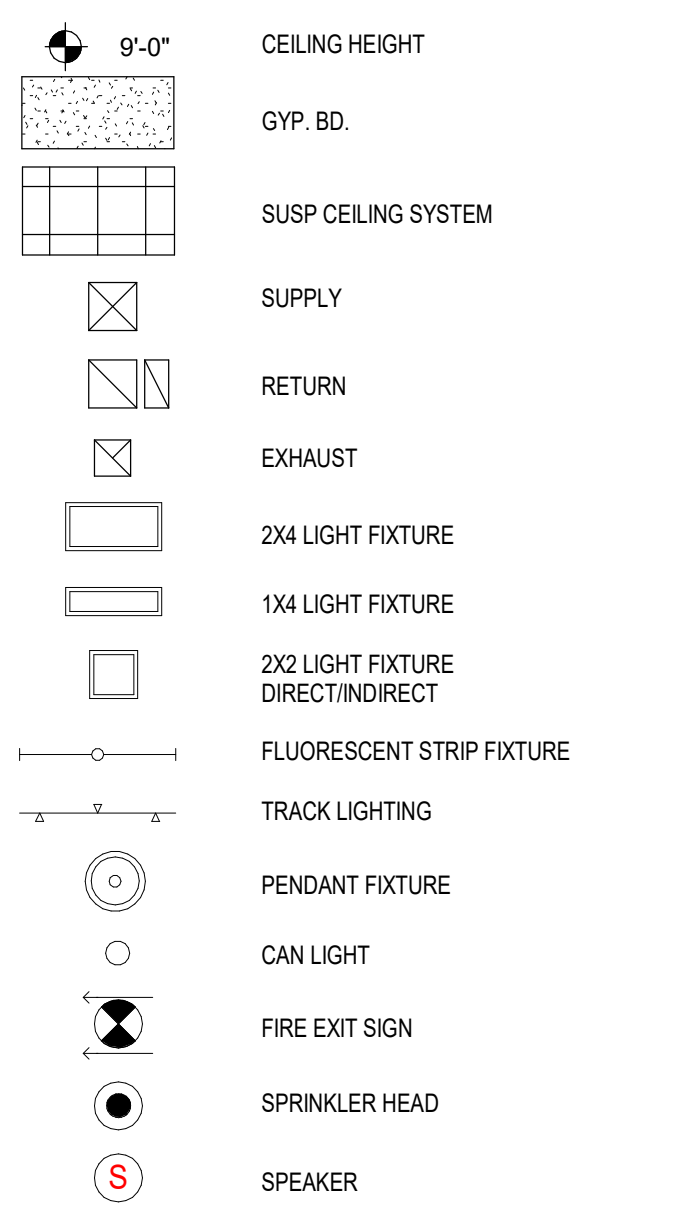 9'-0" CEILING HEIGHT
GYP. BD.
SUSP CEILING SYSTEM
SUPPLY
RETURN
EXHAUST
2X4 LIGHT FIXTURE
1X4 LIGHT FIXTURE
2X2 LIGHT FIXTURE
DIRECT/INDIRECT
FLUORESCENT STRIP FIXTURE
TRACK LIGHTING
PENDANT FIXTURE
CAN LIGHT
FIRE EXIT SIGN
SPRINKLER HEAD
S SPEAKER